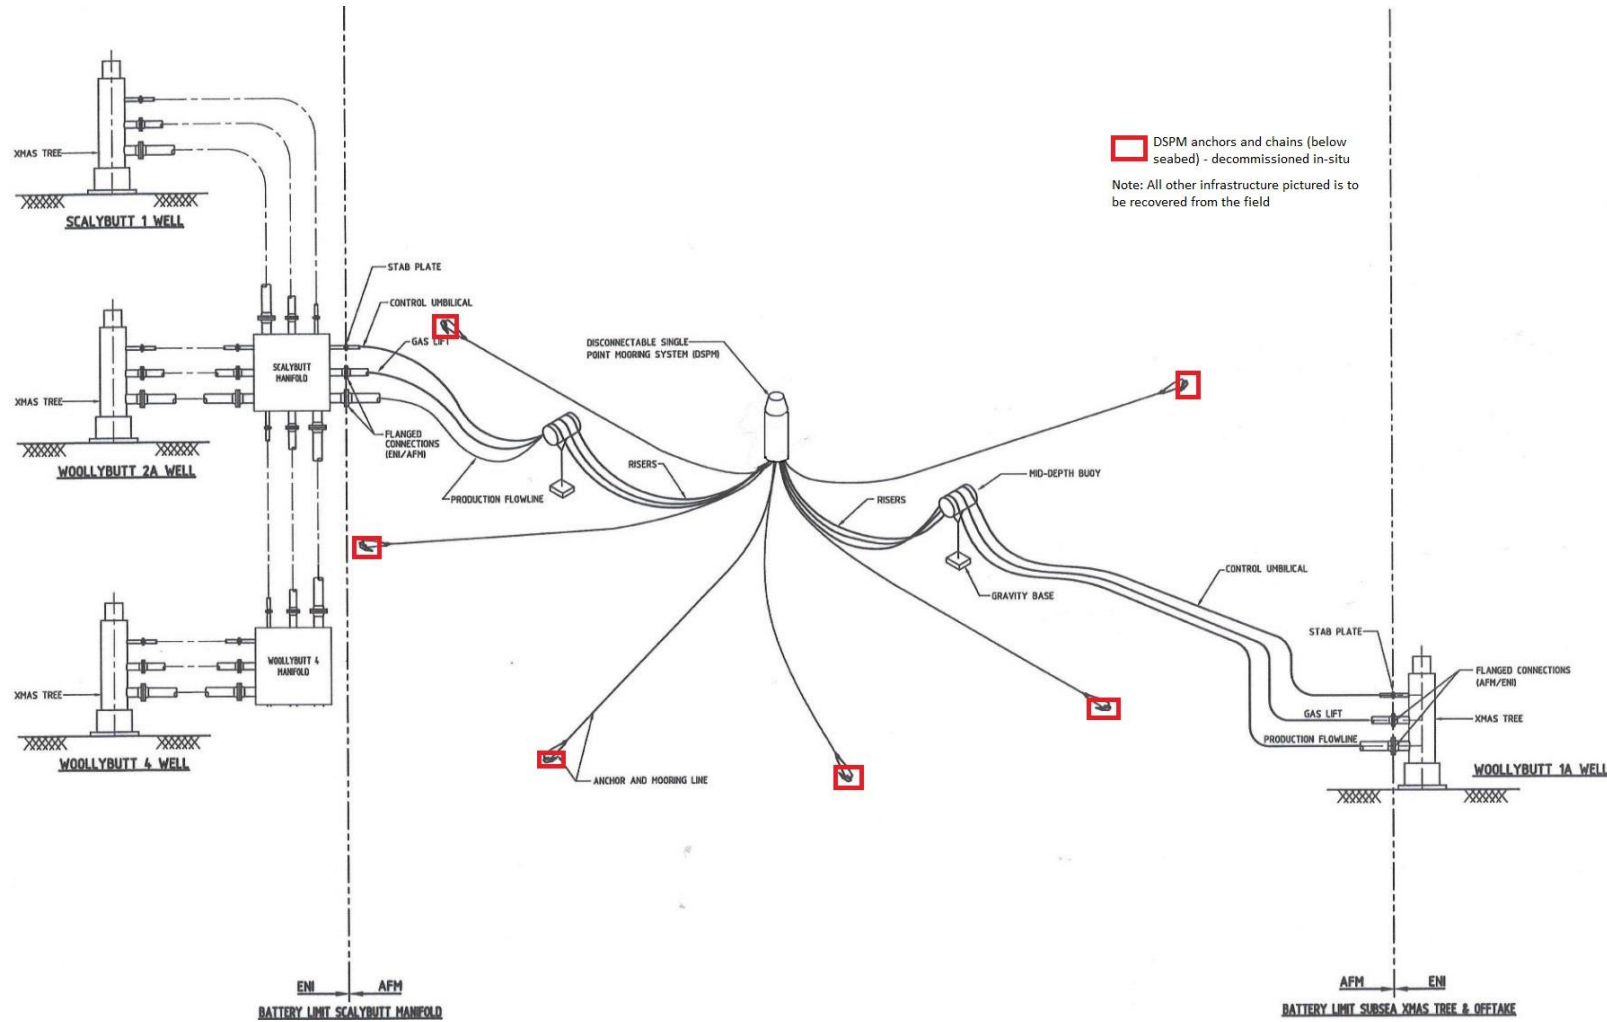 DSPM anchors and chains (below
seabed) - decommissioned in-situ
Note: All other infrastructure pictured is to
be recovered from the field
XMAS TREE
SCALYBUTT 1 WELL
STAB PLATE
CONTROL UMBILICAL
GAS LIFT
DISCONNECTABLE SINGLE
POINT MOORING SYSTEM (DSPM)
SCALYBUTT
MANIFOLD
XMAS TREE
FLANGED
CONNECTIONS
(ENI/AFM)
WOOLLYBUTT 2A WELL
PRODUCTION FLOWLINE
RISERS
MID-DEPTH BUOY
RISERS
GRAVITY BASE
CONTROL UMBILICAL
STAB PLATE
WOOLLYBUTT 4
MANIFOLD
XMAS TREE
FLANGED CONNECTIONS
(AFM/ENI)
GAS LIFT
XMAS TREE
PRODUCTION FLOWLINE
WOOLLYBUTT 4 WELL
ANCHOR AND MOORING LINE
WOOLLYBUTT 1A WELL
ENI AFM
BATTERY LIMIT SCALYBUTT MANIFOLD
AFM ENI
BATTERY LIMIT SUBSEA XMAS TREE & OFFTAKE